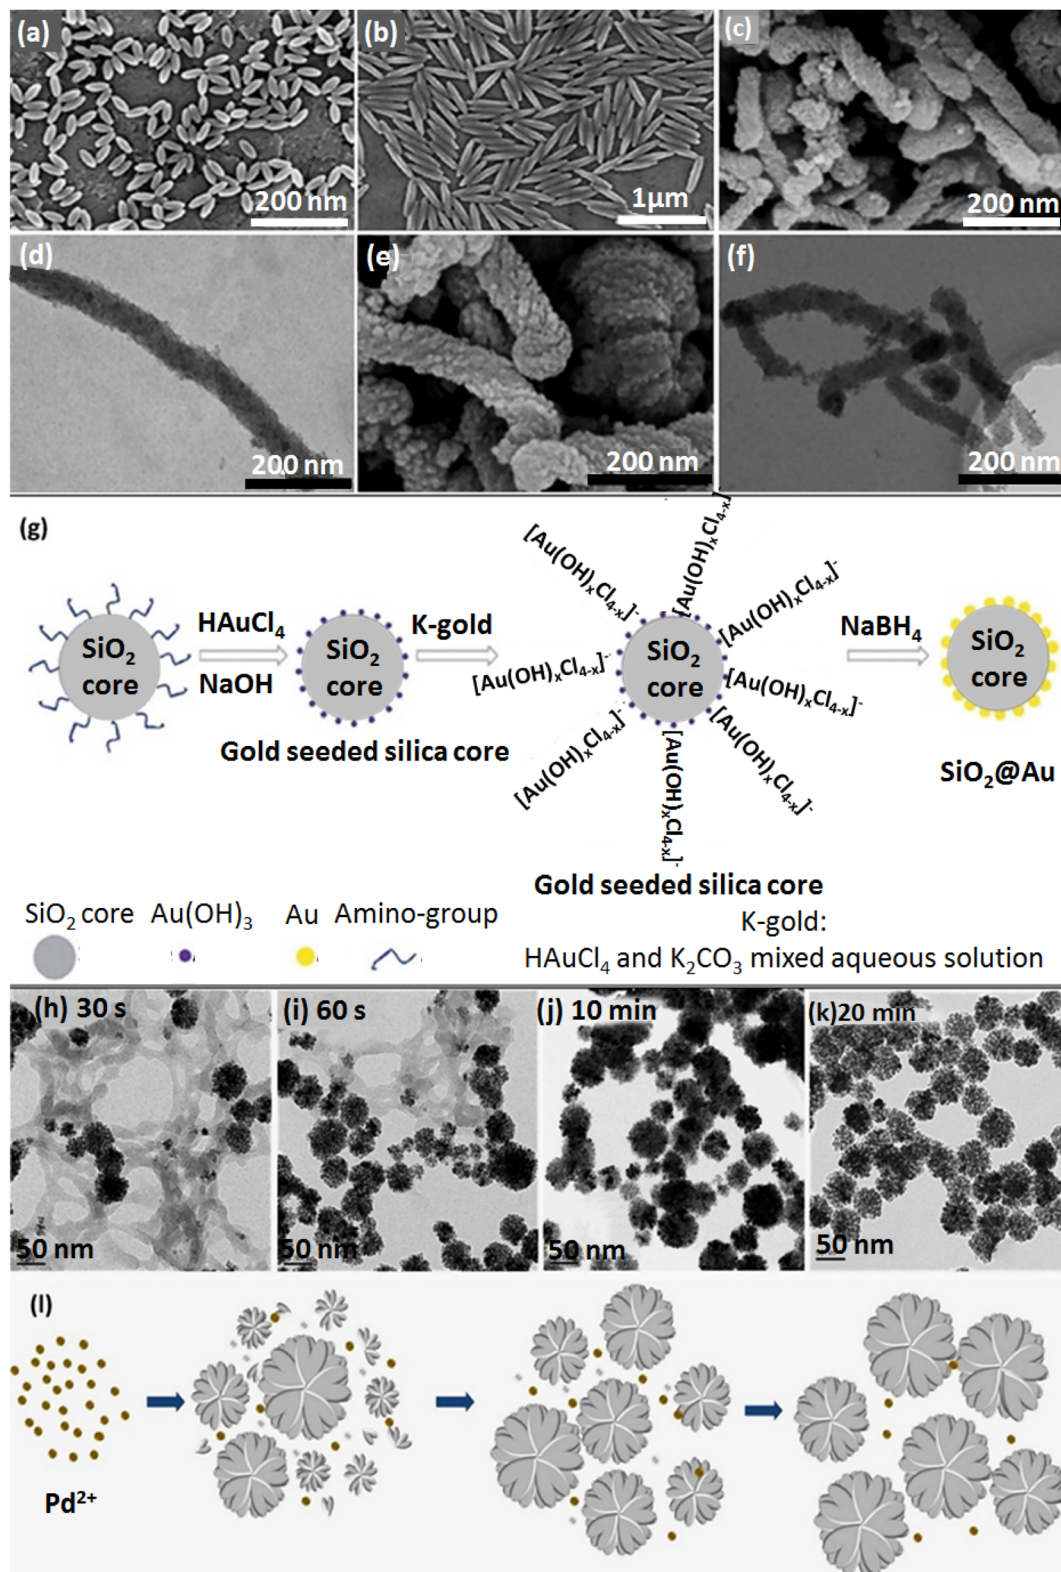 (a)
200 nm
(b)
1μm
(c)
200 nm
(d)
200 nm
(e)
200 nm
(f)
200 nm
(g)
SiO₂ core
HAuCl₄
NaOH
SiO₂ core
K-gold
Gold seeded silica core
[Au(OH)ₓCl₄₋ₓ]⁻
[Au(OH)ₓCl₄₋ₓ]⁻
[Au(OH)ₓCl₄₋ₓ]⁻
[Au(OH)ₓCl₄₋ₓ]⁻
[Au(OH)ₓCl₄₋ₓ]⁻
[Au(OH)ₓCl₄₋ₓ]⁻
[Au(OH)ₓCl₄₋ₓ]⁻
[Au(OH)ₓCl₄₋ₓ]⁻
SiO₂ core
Gold seeded silica core
NaBH₄
SiO₂ core
SiO₂@Au
SiO₂ core Au(OH)₃ Au Amino-group
K-gold:
HAuCl₄ and K₂CO₃ mixed aqueous solution
(h) 30 s
50 nm
(i) 60 s
50 nm
(j) 10 min
50 nm
(k)20 min
50 nm
(l)
Pd²⁺